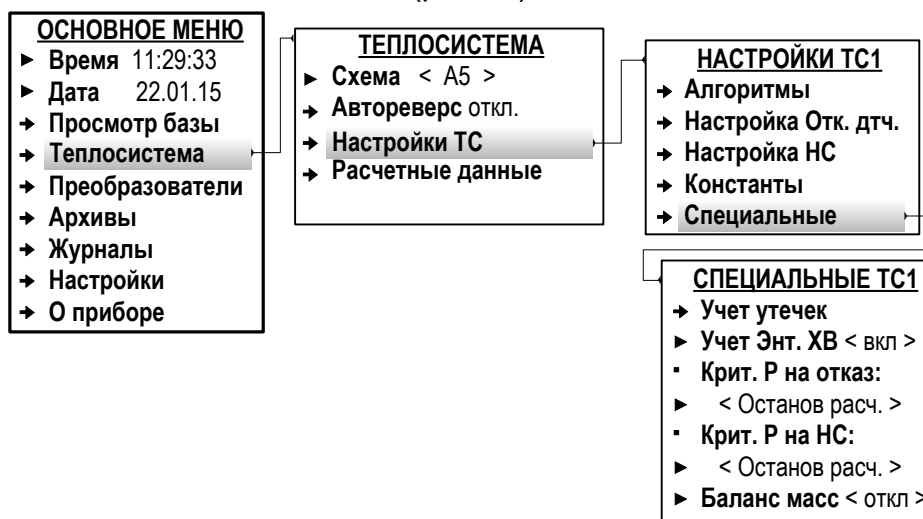 ОСНОВНОЕ МЕНЮ
Время 11:29:33
Дата 22.01.15
Просмотр базы
Теплосистема
Преобразователи
Архивы
Журналы
Настройки
О приборе
ТЕПЛОСИСТЕМА
Схема < А5 >
Автореверс откл.
Настройки ТС
Расчетные данные
НАСТРОЙКИ ТС1
Алгоритмы
Настройка Отк. дтч.
Настройка НС
Константы
Специальные
СПЕЦИАЛЬНЫЕ ТС1
Учет утечек
Учет Энт. ХВ < вкл >
Крит. Р на отказ:
< Останов расч. >
Крит. Р на НС:
< Останов расч. >
Баланс масс < откл >